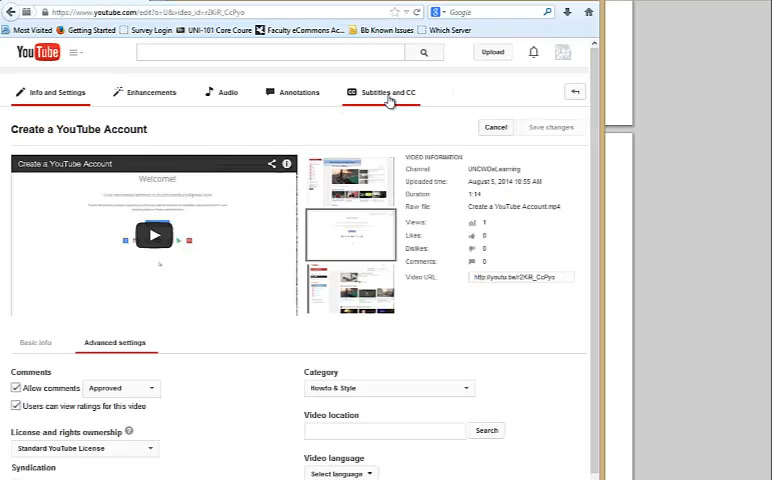 https://www.youtube.com/edit?o=U&video_id=r2KiR_CcPyo
Google
Most Visited Getting Started Survey Login UNI-101 Core Coure Faculty eCommons Ac... Bb Known Issues Which Server
YouTube Upload
Info and Settings Enhancements Audio Annotations CC Subtitles and CC
Create a YouTube Account Cancel Save changes
Create a YouTube Account
Welcome!
VIDEO INFORMATION
Channel: UNCWOeLearning
Uploaded time: August 5, 2014 10:55 AM
Duration: 1:14
Raw file: Create a YouTube Account.mp4
Views: 1
Likes: 0
Dislikes: 0
Comments: 0
Video URL: http://youtu.be/r2KiR_CcPyo
Basic info Advanced settings
Comments
Allow comments Approved
Users can view ratings for this video
License and rights ownership ?
Standard YouTube License
Syndication
Category
Howto & Style
Video location
Search
Video language
Select language